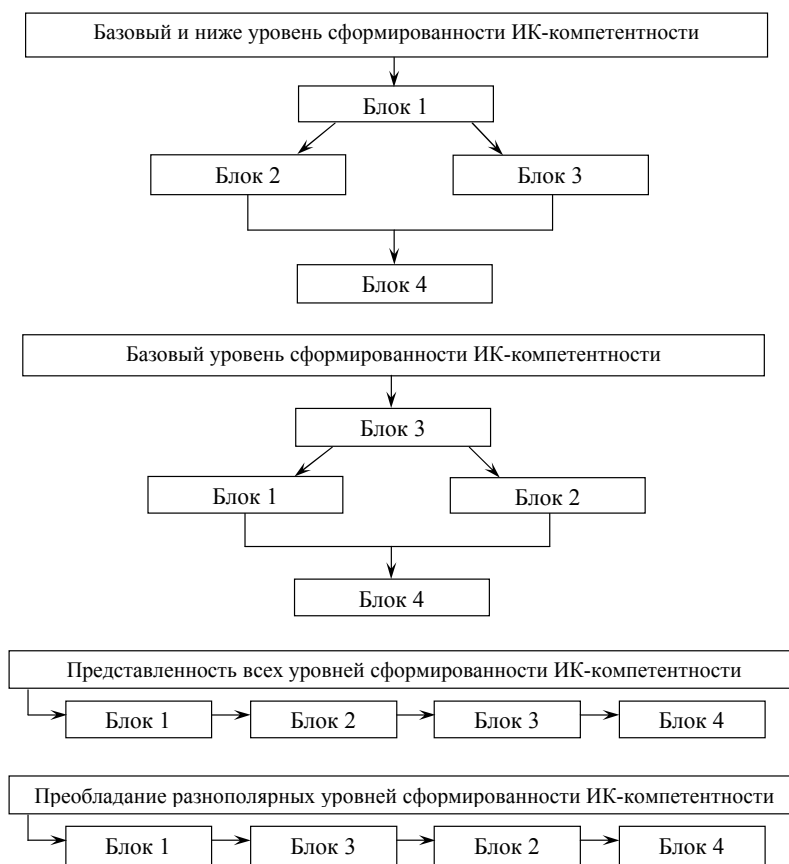 Базовый и ниже уровень сформированности ИК-компетентности
Блок 1
Блок 2
Блок 3
Блок 4
Базовый уровень сформированности ИК-компетентности
Блок 3
Блок 1
Блок 2
Блок 4
Представленность всех уровней сформированности ИК-компетентности
Блок 1
Блок 2
Блок 3
Блок 4
Преобладание разнополярных уровней сформированности ИК-компетентности
Блок 1
Блок 3
Блок 2
Блок 4